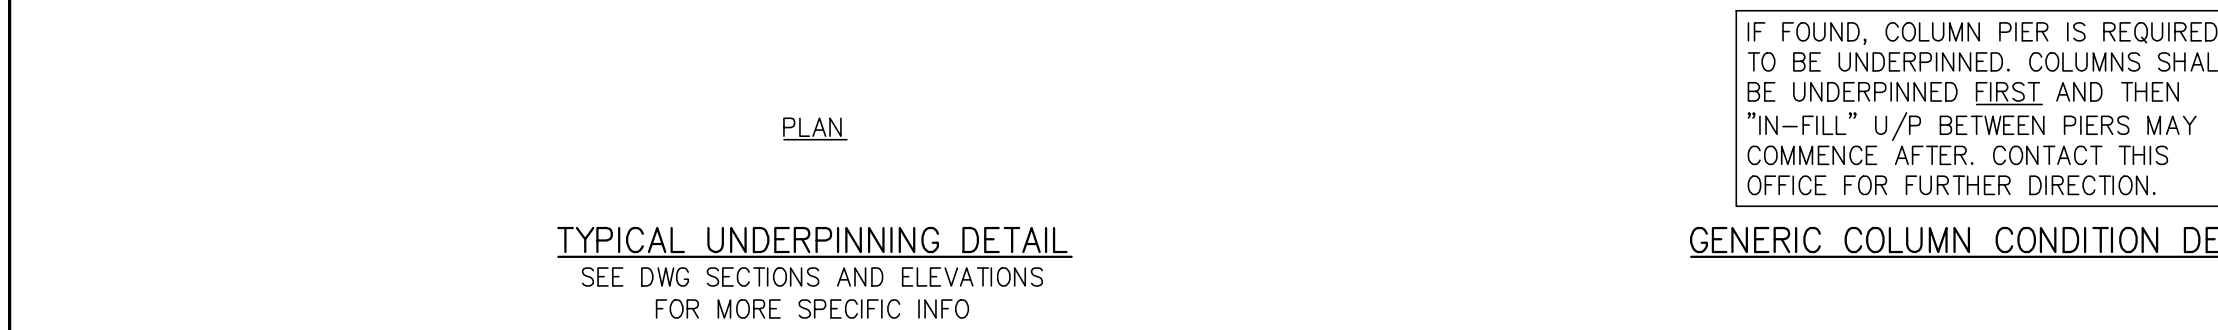 PLAN
TYPICAL UNDERPINNING DETAIL
SEE DWG SECTIONS AND ELEVATIONS
FOR MORE SPECIFIC INFO
IF FOUND, COLUMN PIER IS REQUIRED
TO BE UNDERPINNED. COLUMNS SHAL
BE UNDERPINNED FIRST AND THEN
"IN-FILL" U/P BETWEEN PIERS MAY
COMMENCE AFTER. CONTACT THIS
OFFICE FOR FURTHER DIRECTION.
GENERIC COLUMN CONDITION DE